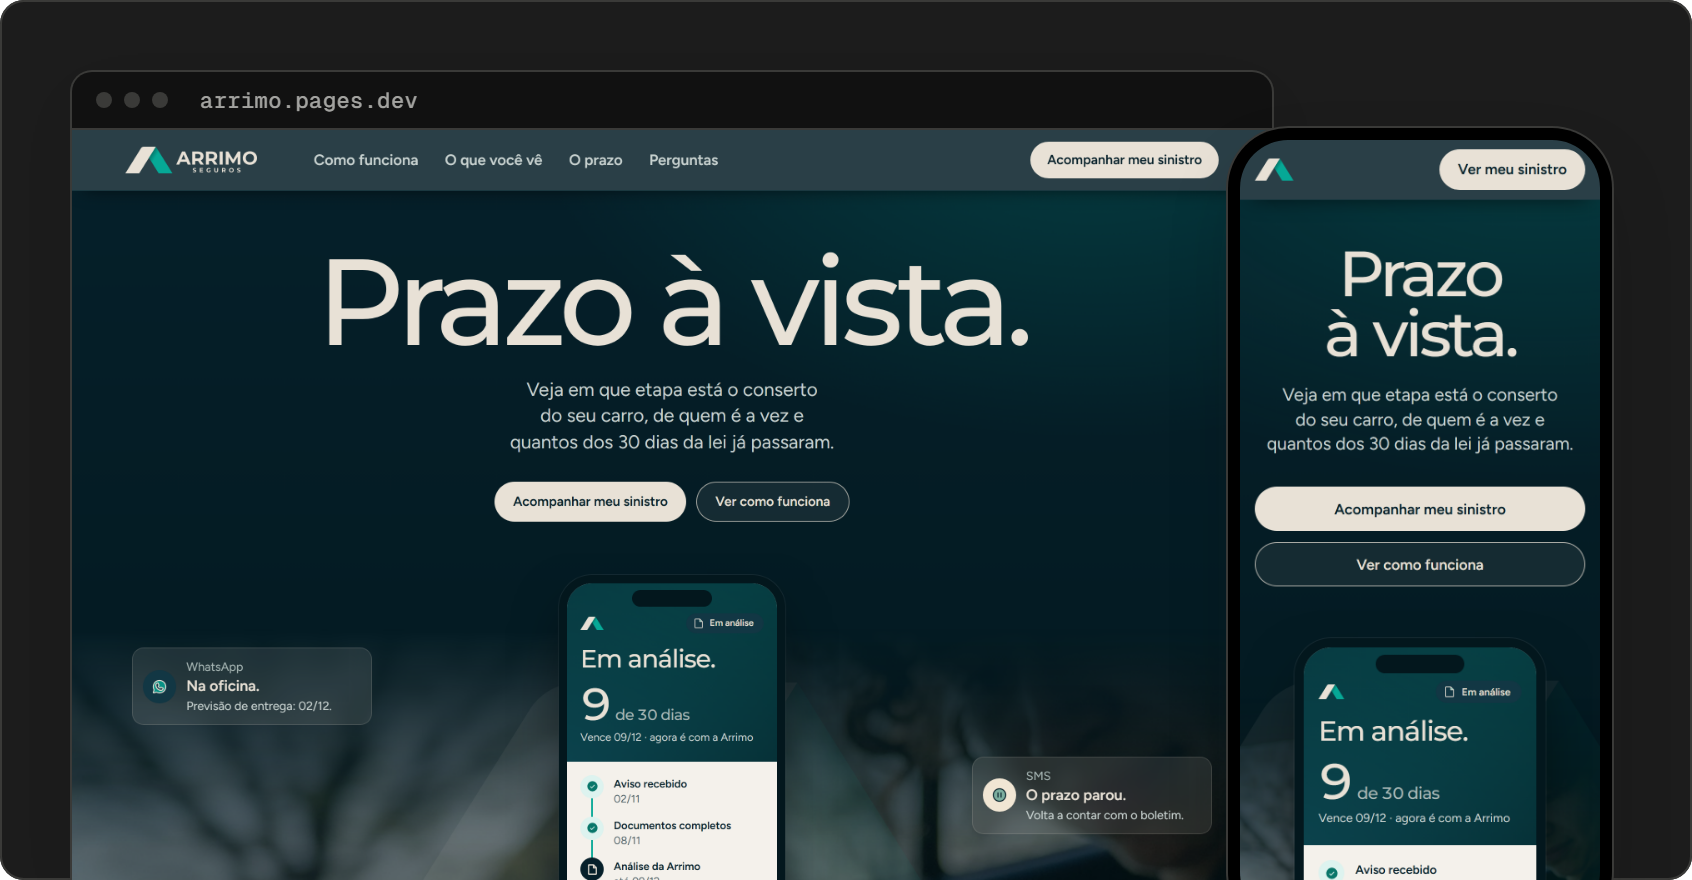 arrimo.pages.dev
ARRIMO
SEGUROS
Como funciona
O que você vê
O prazo
Perguntas
Acompanhar meu sinistro
Prazo à vista.
Veja em que etapa está o conserto
do seu carro, de quem é a vez e
quantos dos 30 dias da lei já passaram.
Acompanhar meu sinistro
Ver como funciona
WhatsApp
Na oficina.
Previsão de entrega: 02/12.
Em análise
Em análise.
9 de 30 dias
Vence 09/12 · agora é com a Arrimo
Aviso recebido
02/11
Documentos completos
08/11
Análise da Arrimo
SMS
O prazo parou.
Volta a contar com o boletim.
Ver meu sinistro
Prazo
à vista.
Veja em que etapa está o conserto
do seu carro, de quem é a vez e
quantos dos 30 dias da lei já passaram.
Acompanhar meu sinistro
Ver como funciona
Em análise
Em análise.
9 de 30 dias
Vence 09/12 · agora é com a Arrimo
Aviso recebido